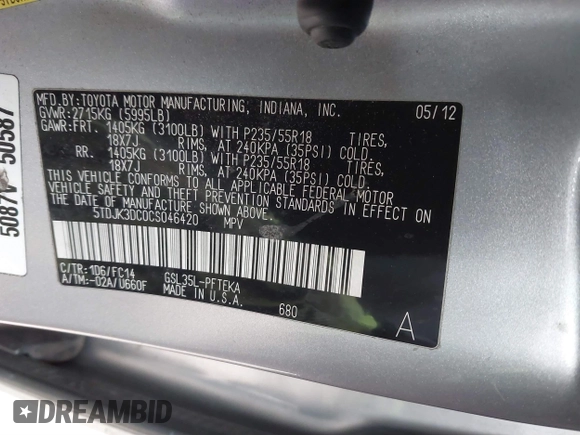 MFD. BY: TOYOTA MOTOR MANUFACTURING, INDIANA, INC. 05/12
GVWR: 2715KG (5995LB)
GAWR: FRT. 1405KG (3100LB) WITH P235/55R18 TIRES,
18X7J RIMS, AT 240KPA (35PSI) COLD.
RR. 1405KG (3100LB) WITH P235/55R18 TIRES,
18X7J RIMS, AT 240KPA (35PSI) COLD.
THIS VEHICLE CONFORMS TO ALL APPLICABLE FEDERAL MOTOR
VEHICLE SAFETY AND THEFT PREVENTION STANDARDS IN EFFECT ON
THE DATE OF MANUFACTURE SHOWN ABOVE.
5TDJK3DC0CS046420 MPV
C/TR: 1D6/FC14 GSL35L-PFTEKA
A/TM: -02A/U660F MADE IN U.S.A.
680
A
50587
DREAMBID